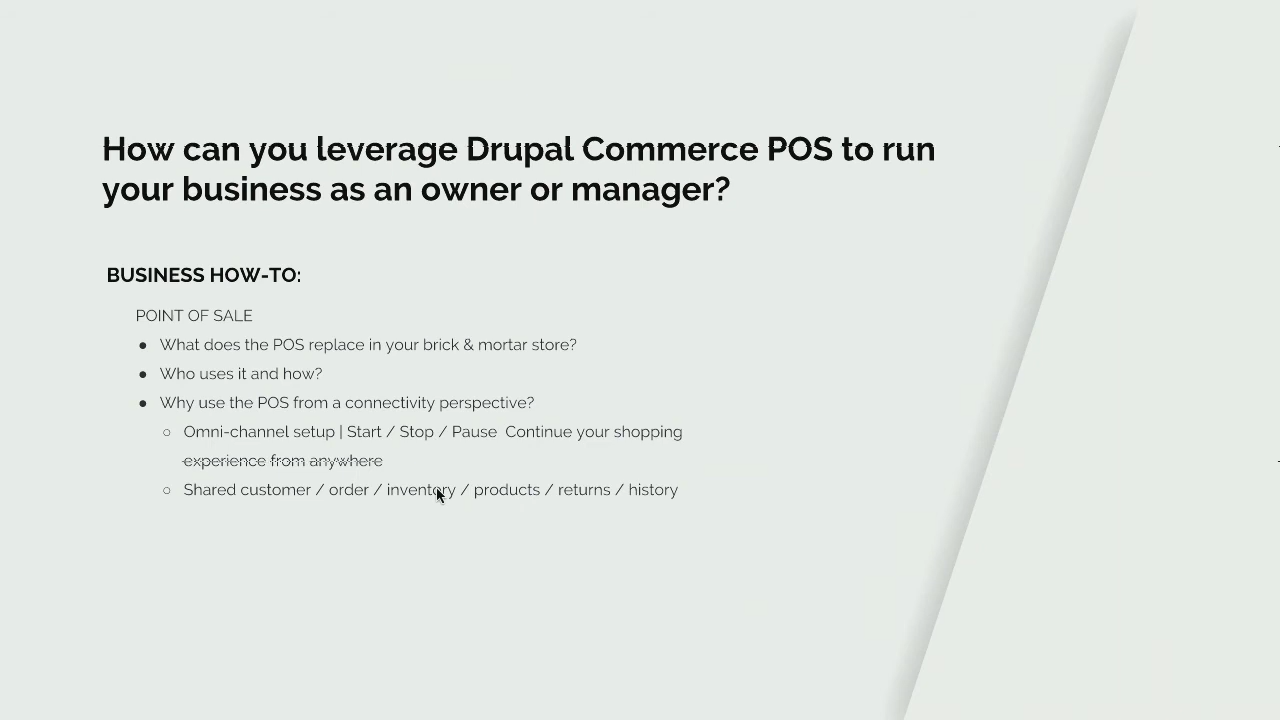 How can you leverage Drupal Commerce POS to run
your business as an owner or manager?
BUSINESS HOW-TO:
POINT OF SALE
● What does the POS replace in your brick & mortar store?
● Who uses it and how?
● Why use the POS from a connectivity perspective?
○ Omni-channel setup | Start / Stop / Pause  Continue your shopping
experience from anywhere
○ Shared customer / order / inventory / products / returns / history